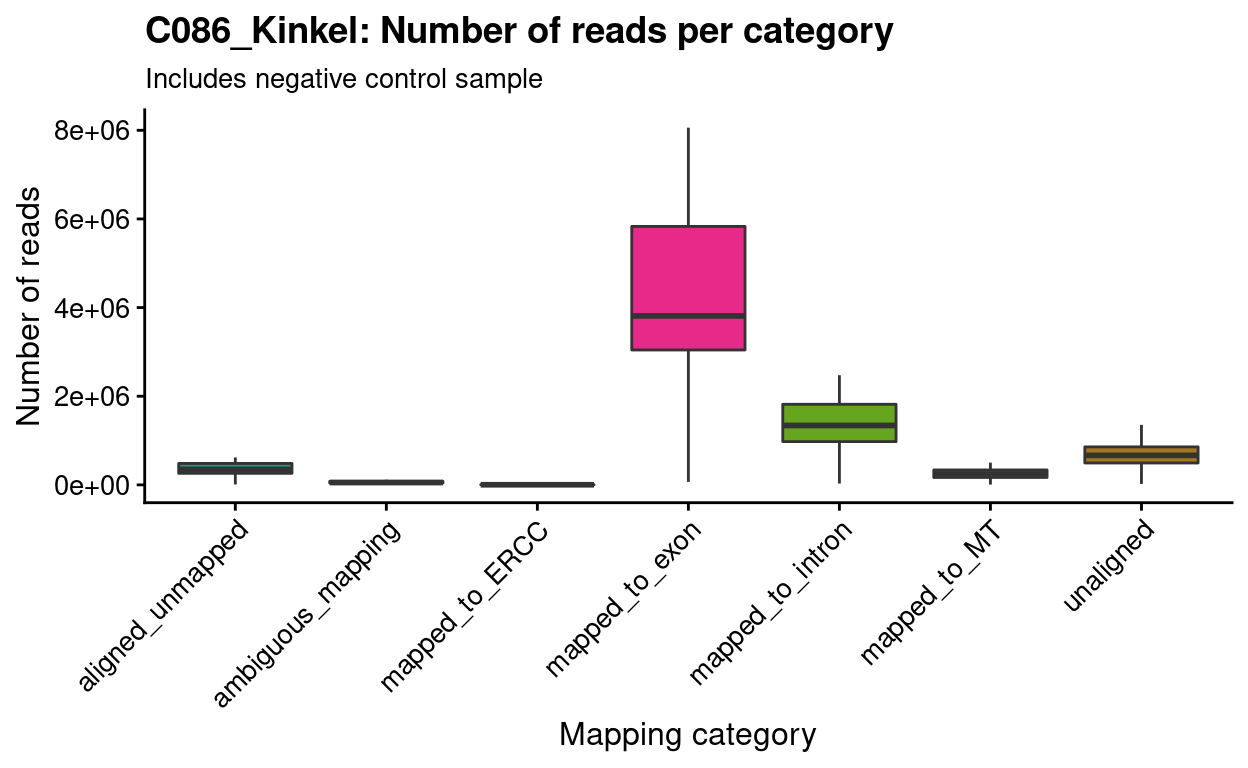 C086_Kinkel: Number of reads per category
Includes negative control sample
Number of reads
8e+06
6e+06
4e+06
2e+06
0e+00
aligned_unmapped
ambiguous_mapping
mapped_to_ERCC
mapped_to_exon
mapped_to_intron
mapped_to_MT
unaligned
Mapping category